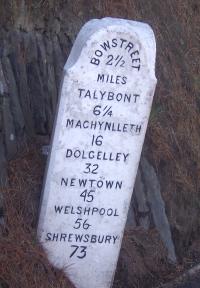 BOWSTREET
2½
MILES
TALYBONT
6¼
MACHYNLLETH
16
DOLGELLEY
32
NEWTOWN
45
WELSHPOOL
56
SHREWSBURY
73